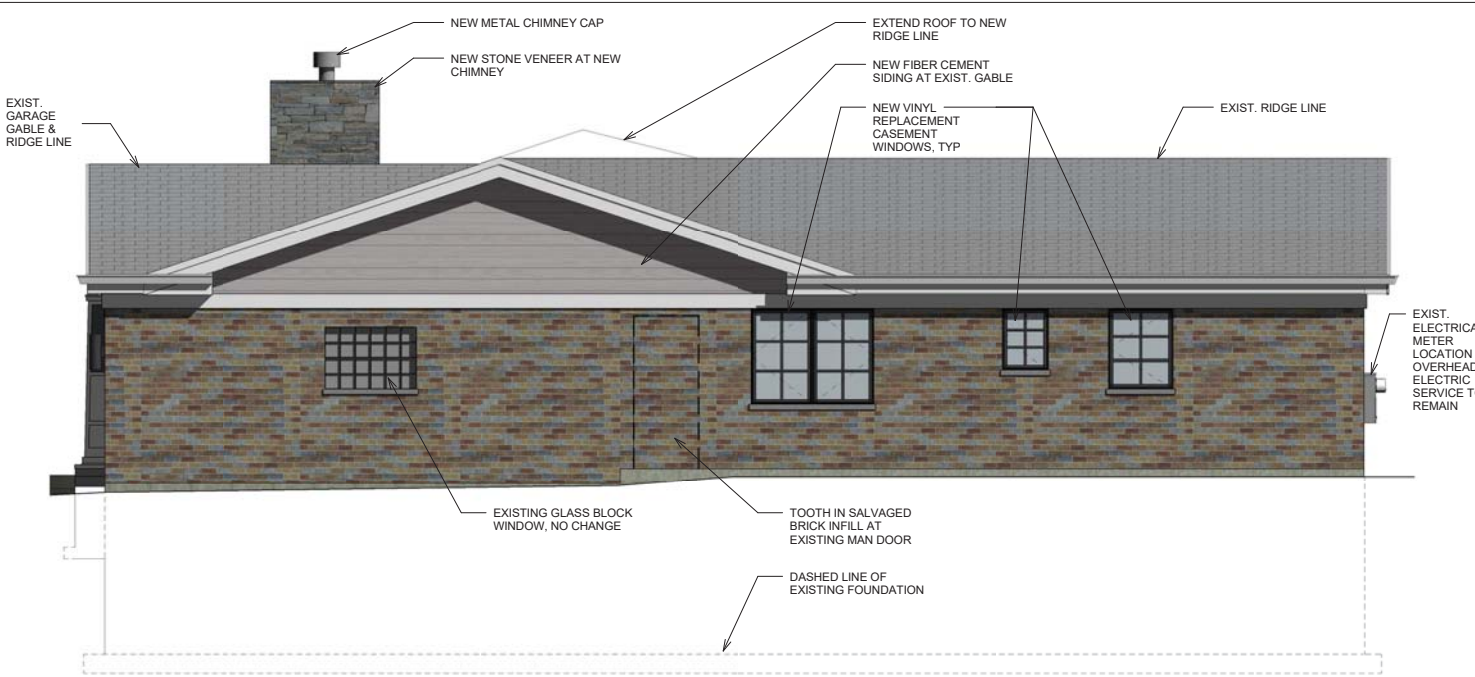 NEW METAL CHIMNEY CAP
NEW STONE VENEER AT NEW
CHIMNEY
EXTEND ROOF TO NEW
RIDGE LINE
NEW FIBER CEMENT
SIDING AT EXIST. GABLE
EXIST.
GARAGE
GABLE &
RIDGE LINE
NEW VINYL
REPLACEMENT
CASEMENT
WINDOWS, TYP
EXIST. RIDGE LINE
EXIST.
ELECTRICA
METER
LOCATION
OVERHEAD
ELECTRIC
SERVICE T
REMAIN
EXISTING GLASS BLOCK
WINDOW, NO CHANGE
TOOTH IN SALVAGED
BRICK INFILL AT
EXISTING MAN DOOR
DASHED LINE OF
EXISTING FOUNDATION